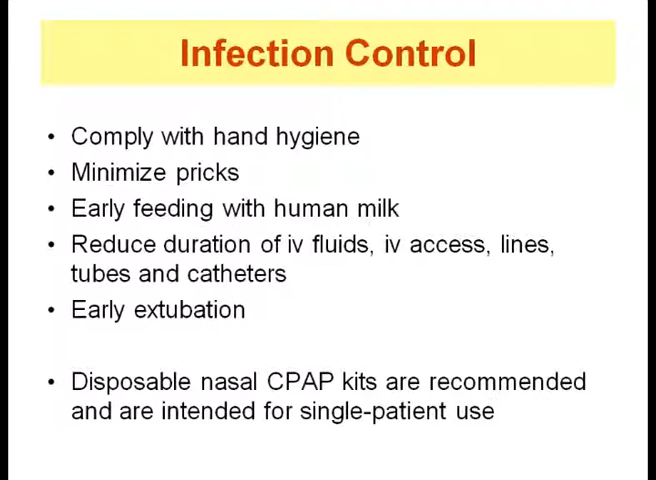 Infection Control
• Comply with hand hygiene
• Minimize pricks
• Early feeding with human milk
• Reduce duration of iv fluids, iv access, lines,
tubes and catheters
• Early extubation
• Disposable nasal CPAP kits are recommended
and are intended for single-patient use